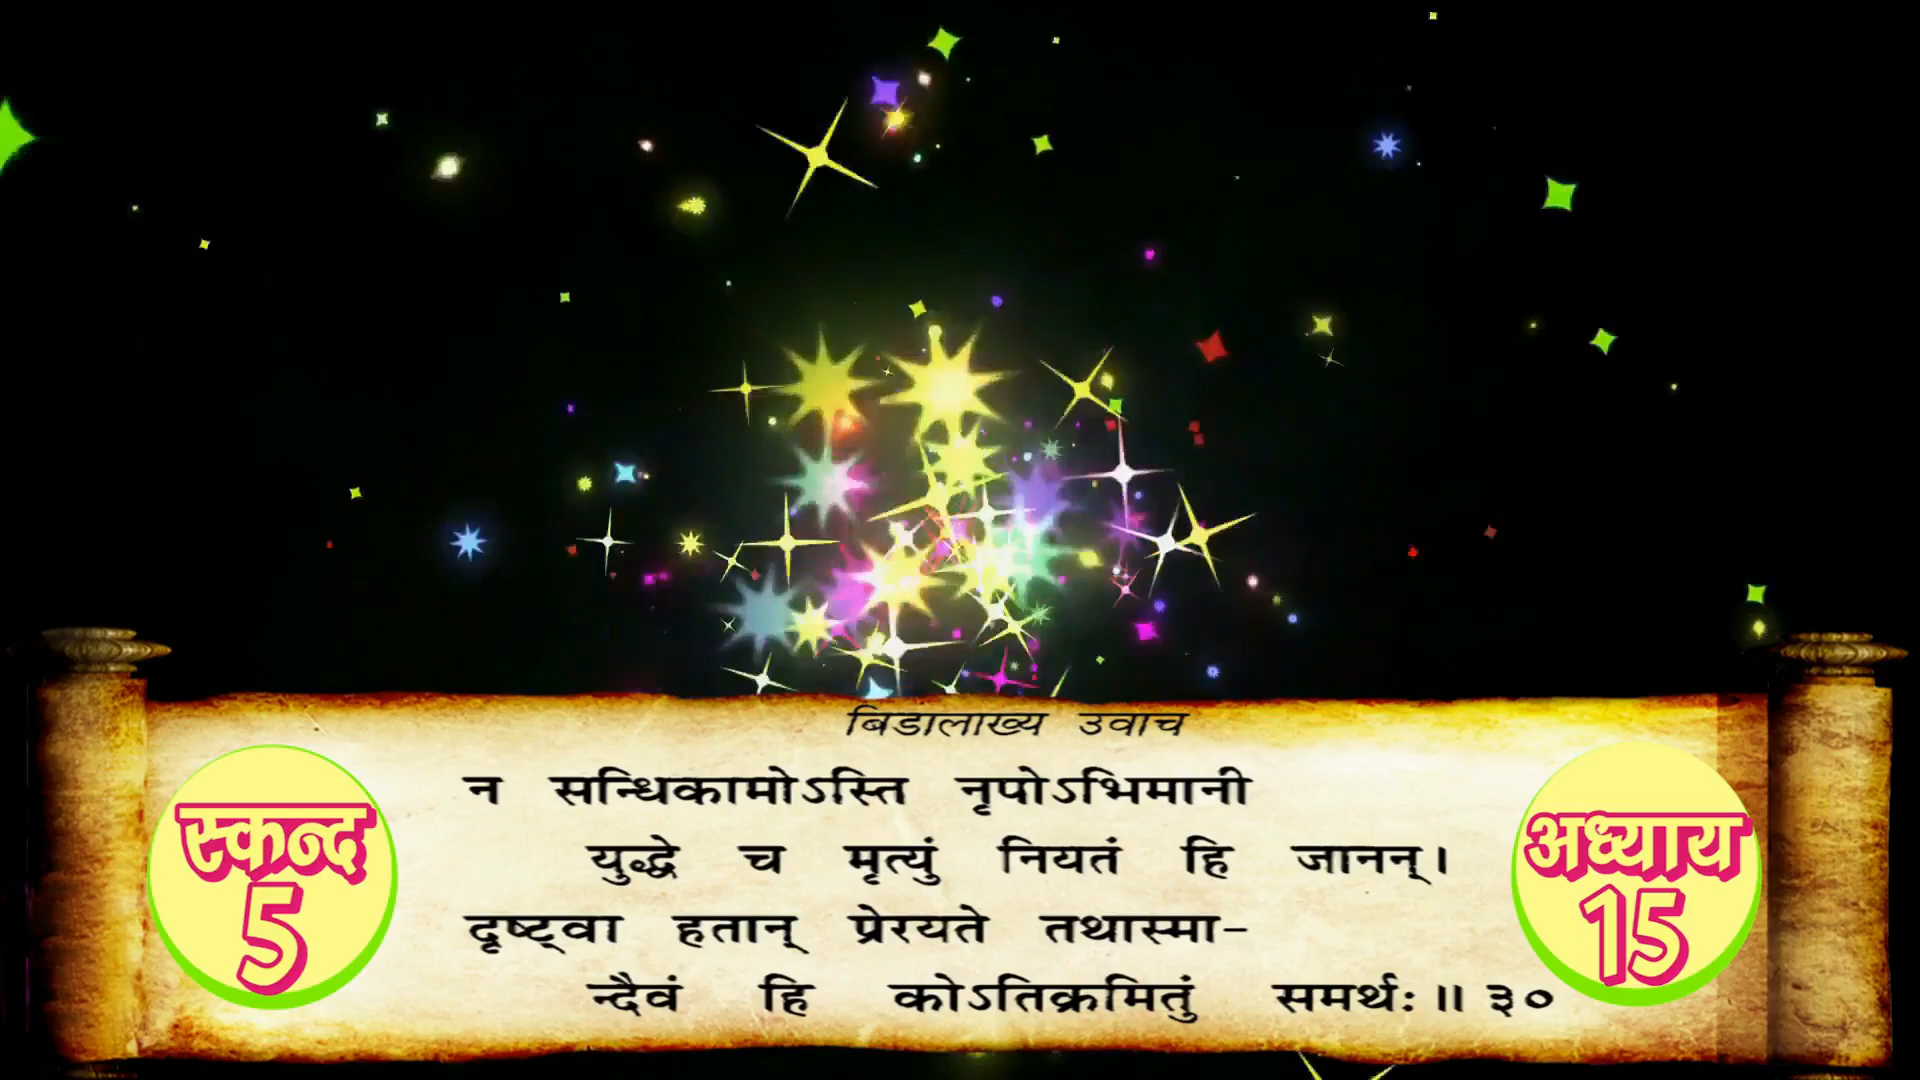 बिडालाख्य उवाच
न सन्धिकामोऽस्ति नृपोऽभिमानी
युद्धे च मृत्युं नियतं हि जानन्।
दृष्ट्वा हतान् प्रेरयते तथास्मा-
न्दैवं हि कोऽतिक्रमितुं समर्थः॥ ३०
स्कन्द
5
अध्याय
15